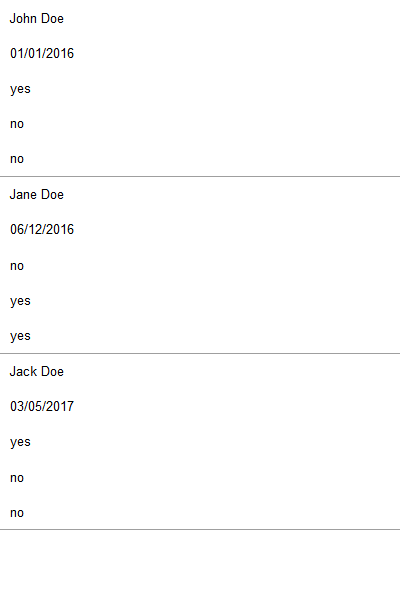 John Doe
01/01/2016
yes
no
no
Jane Doe
06/12/2016
no
yes
yes
Jack Doe
03/05/2017
yes
no
no